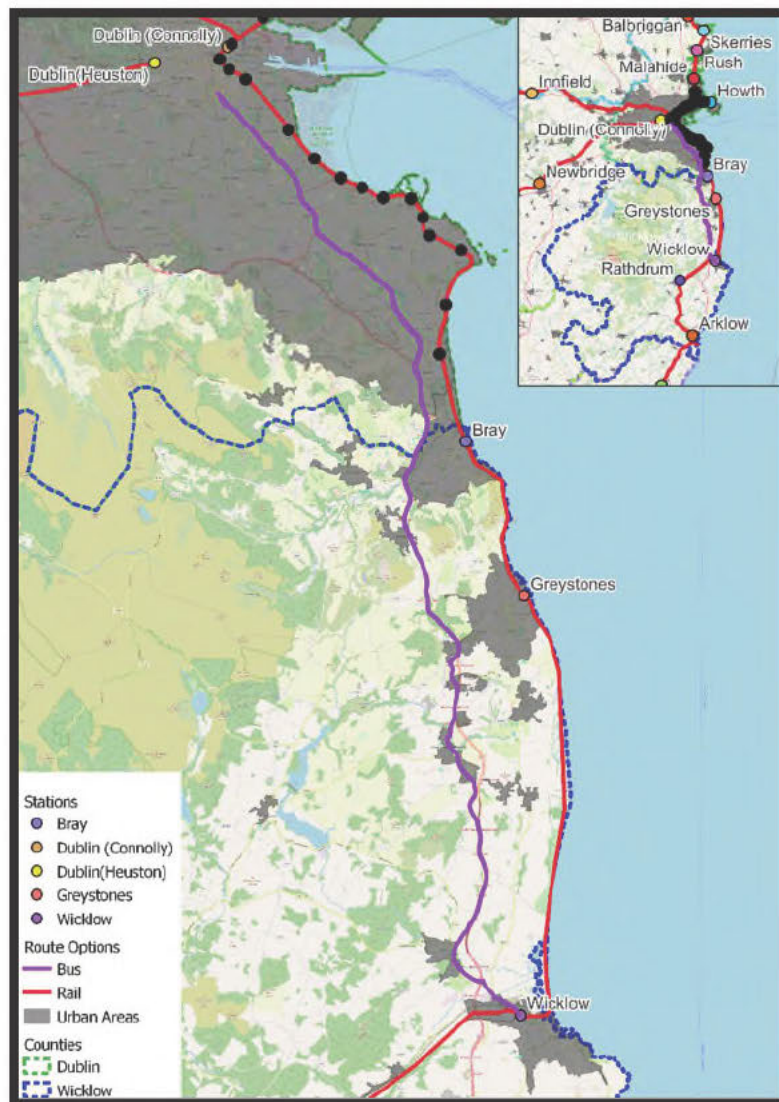 Dublin (Connolly)
Dublin(Heuston)
Bray
Greystones
Wicklow
Balbriggan
Skerries
Rush
Malahide
Innfield
Howth
Dublin (Connolly)
Newbridge
Bray
Greystones
Wicklow
Rathdrum
Arklow
Stations
Bray
Dublin (Connolly)
Dublin(Heuston)
Greystones
Wicklow
Route Options
Bus
Rail
Urban Areas
Counties
Dublin
Wicklow